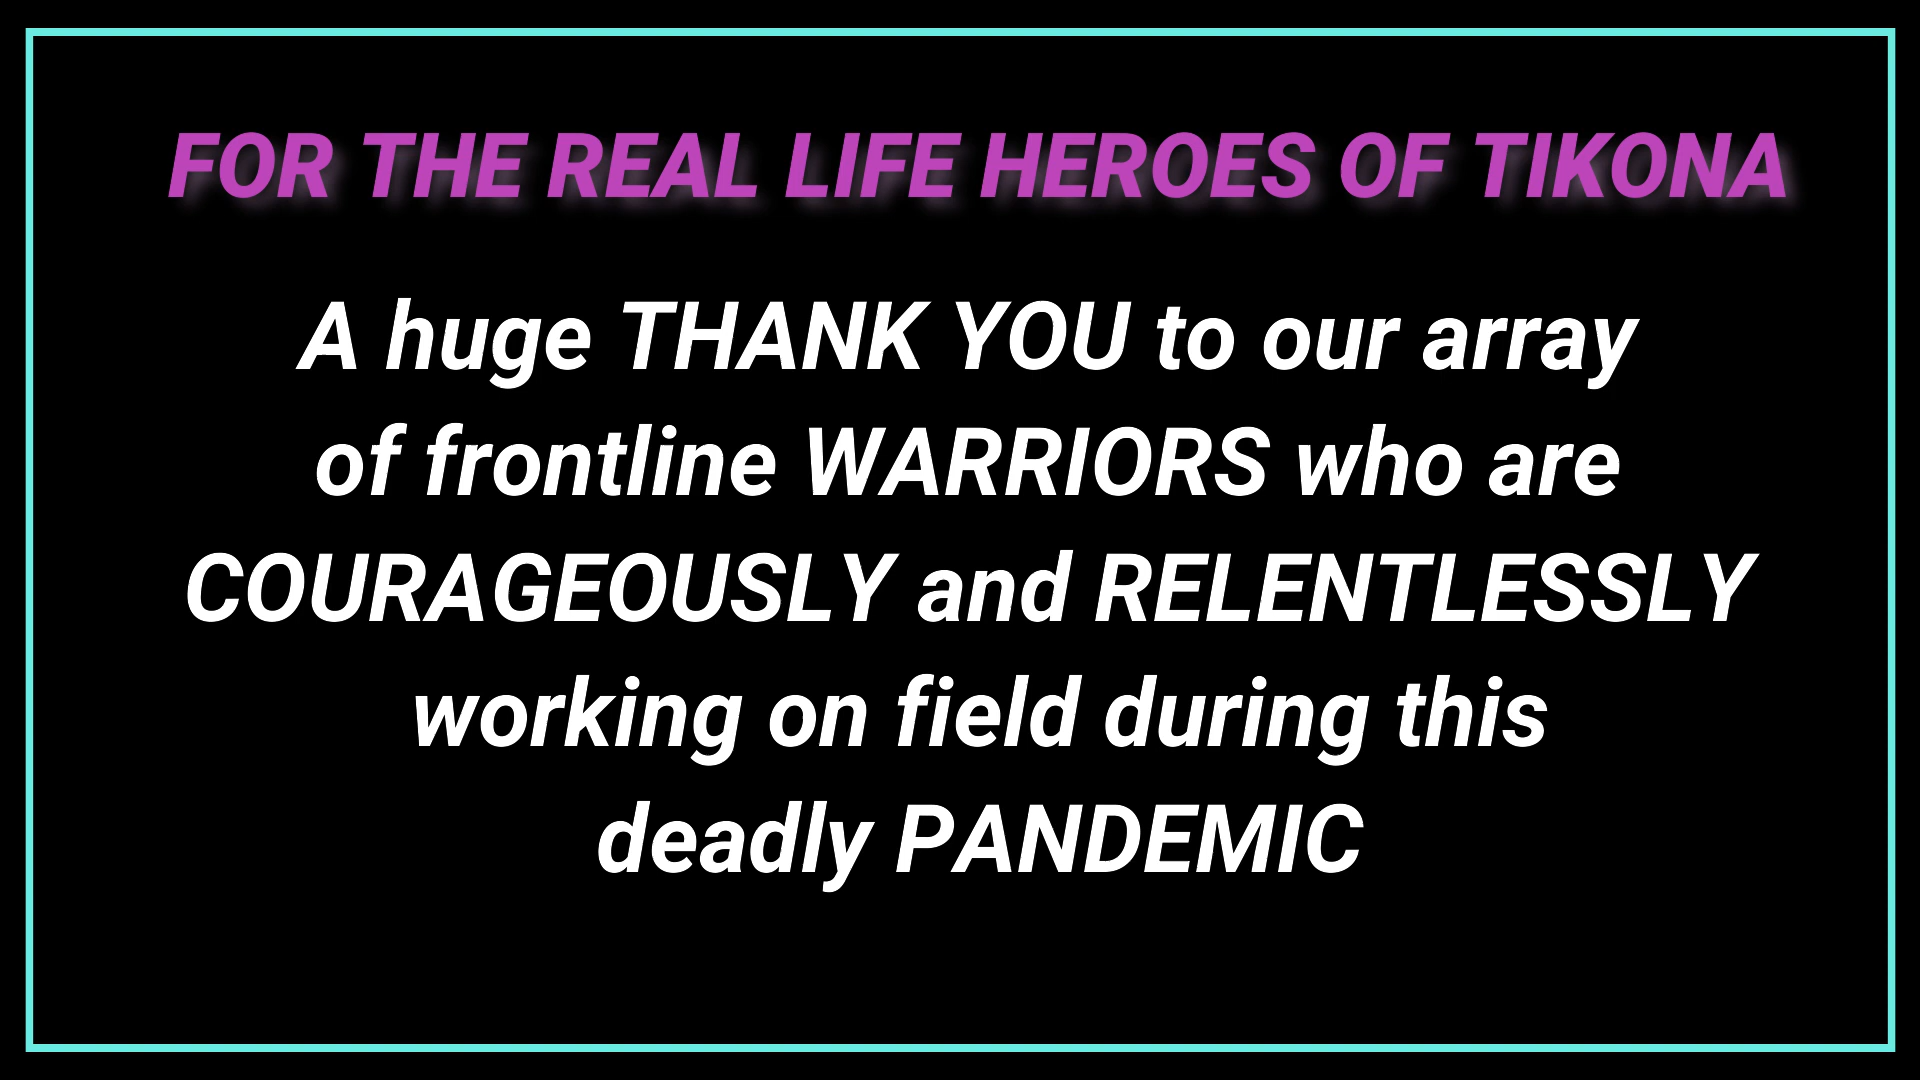 FOR THE REAL LIFE HEROES OF TIKONA
A huge THANK YOU to our array
of frontline WARRIORS who are
COURAGEOUSLY and RELENTLESSLY
working on field during this
deadly PANDEMIC